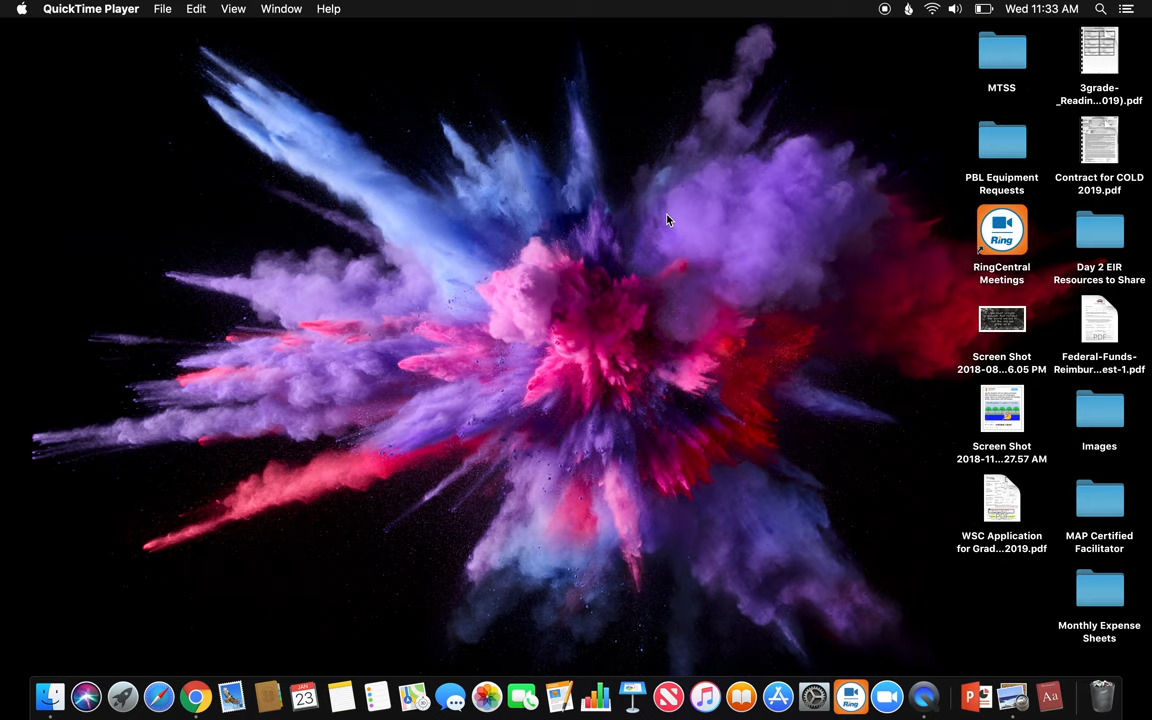 QuickTime Player File Edit View Window Help Wed 11:33 AM
MTSS
3grade-
_Readin...019).pdf
PBL Equipment
Requests
Contract for COLD
2019.pdf
Ring
RingCentral
Meetings
Day 2 EIR
Resources to Share
PDF
Screen Shot
2018-08...6.05 PM
Federal-Funds-
Reimbur...est-1.pdf
Screen Shot
2018-11...27.57 AM
Images
WSC Application
for Grad...2019.pdf
MAP Certified
Facilitator
Monthly Expense
Sheets
JAN
23
Ring
P
Aa